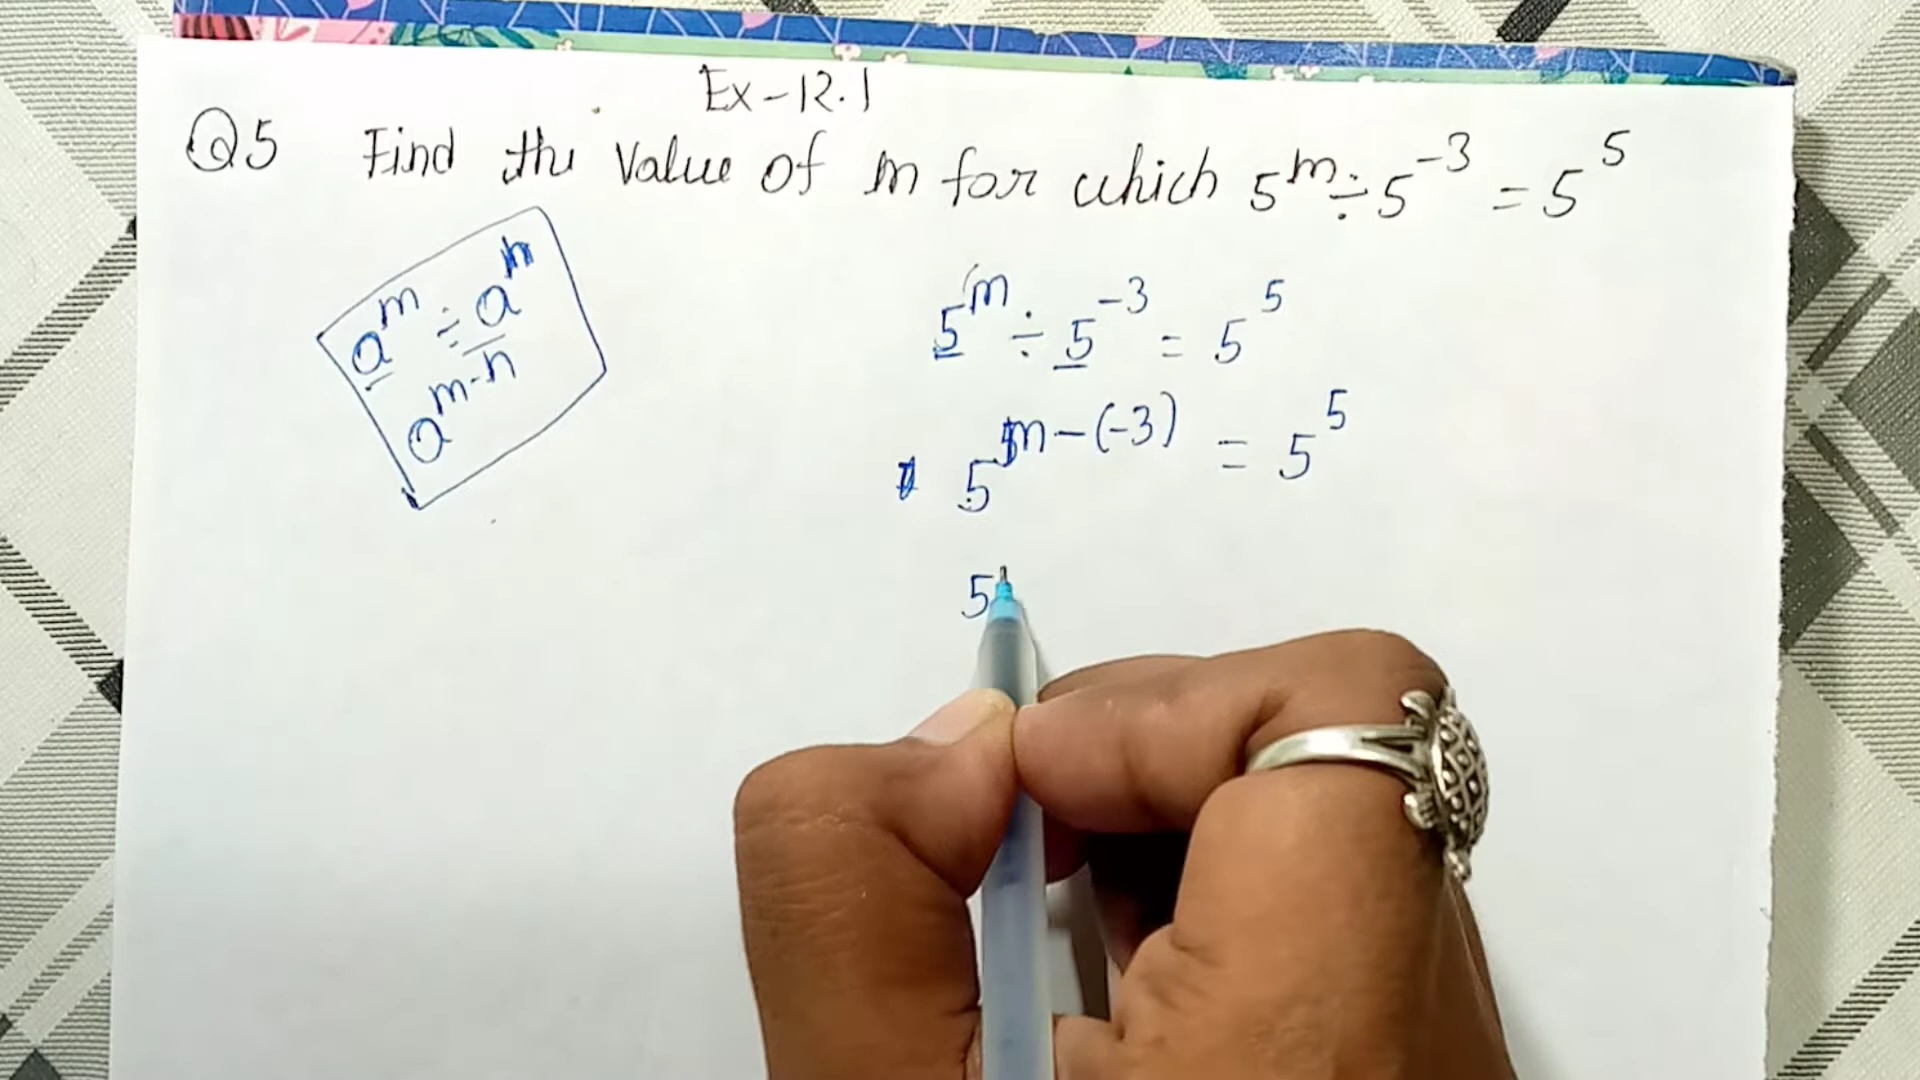 Ex-12.1
Q5 Find the value of m for which 5^m ÷ 5^-3 = 5^5
a^m ÷ a^n
a^m-n
5^m ÷ 5^-3 = 5^5
5^m-(-3) = 5^5
5